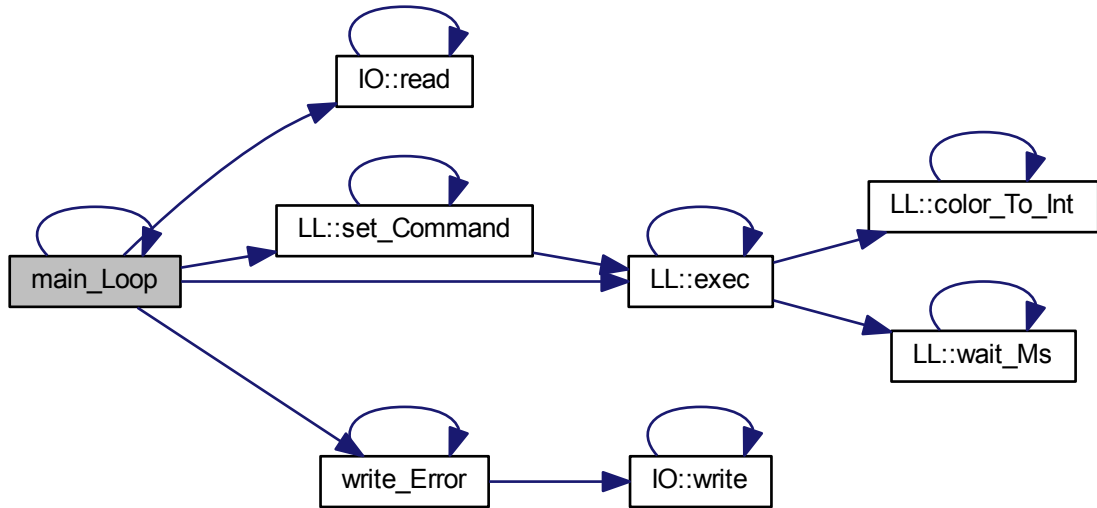 IO::read
LL::color_To_Int
LL::set_Command
main_Loop
LL::exec
LL::wait_Ms
write_Error
IO::write